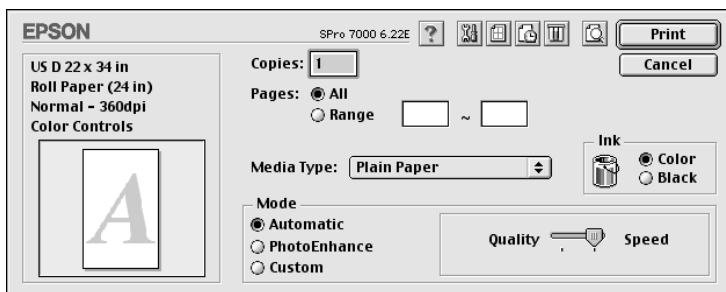 EPSON
SPro 7000 6.22E ? Print
US D 22 x 34 in
Roll Paper (24 in)
Normal - 360dpi
Color Controls
A
Copies: 1
Cancel
Pages: All
Range ~
Media Type: Plain Paper
Ink
Color
Black
Mode
Automatic
PhotoEnhance
Custom
Quality Speed